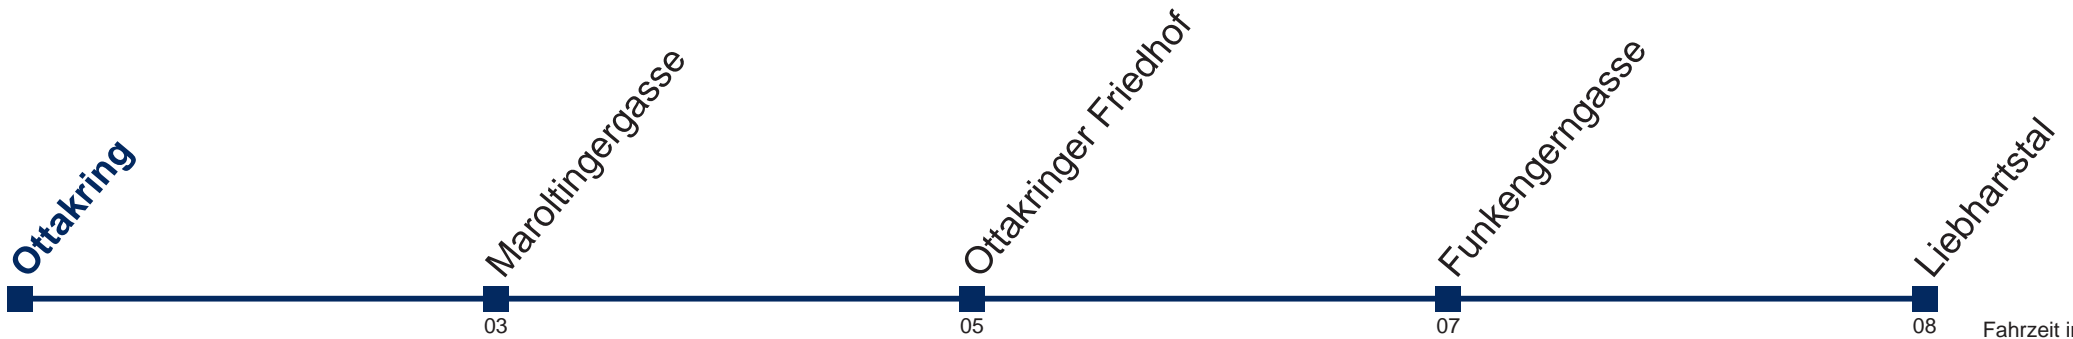 Ottakring
Maroltingergasse
Ottakringer Friedhof
Funkengerngasse
Liebhartstal
03
05
07
08
Fahrzeit